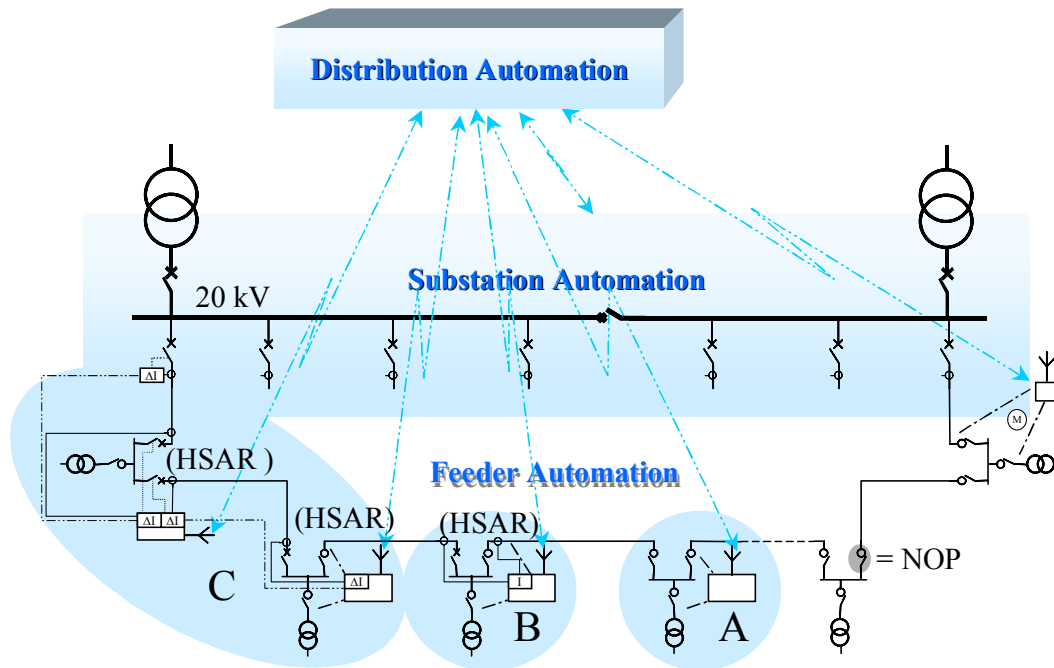 Distribution Automation
Substation Automation
20 kV
ΔI
M
(HSAR )
Feeder Automation
ΔI ΔI
(HSAR)
(HSAR)
= NOP
C
ΔI
I
B
A